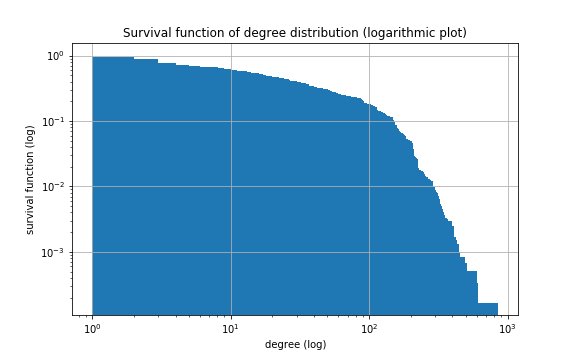 Survival function of degree distribution (logarithmic plot)
survival function (log)
10⁰
10⁻¹
10⁻²
10⁻³
10⁰
10¹
10²
10³
degree (log)